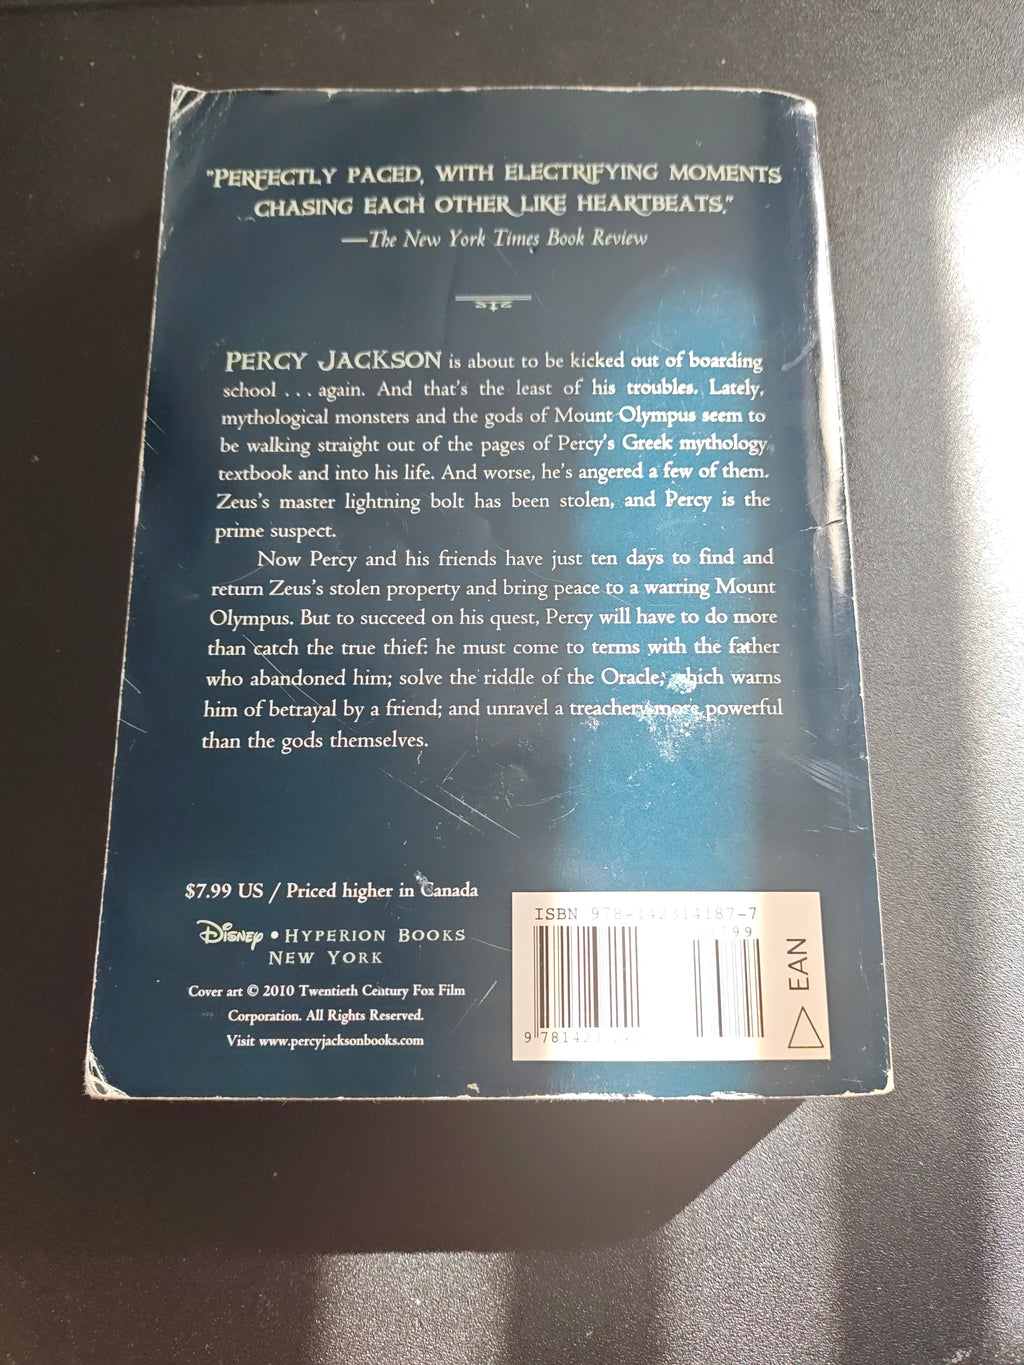 "PERFECTLY PACED, WITH ELECTRIFYING MOMENTS
CHASING EACH OTHER LIKE HEARTBEATS."
—The New York Times Book Review
PERCY JACKSON is about to be kicked out of boarding
school . . . again. And that's the least of his troubles. Lately,
mythological monsters and the gods of Mount Olympus seem to
be walking straight out of the pages of Percy's Greek mythology
textbook and into his life. And worse, he's angered a few of them.
Zeus's master lightning bolt has been stolen, and Percy is the
prime suspect.
Now Percy and his friends have just ten days to find and
return Zeus's stolen property and bring peace to a warring Mount
Olympus. But to succeed on his quest, Percy will have to do more
than catch the true thief: he must come to terms with the father
who abandoned him; solve the riddle of the Oracle, which warns
him of betrayal by a friend; and unravel a treachery more powerful
than the gods themselves.
$7.99 US / Priced higher in Canada
DISNEY • HYPERION BOOKS
NEW YORK
Cover art © 2010 Twentieth Century Fox Film
Corporation. All Rights Reserved.
Visit www.percyjacksonbooks.com
ISBN 978-142314187-7
EAN